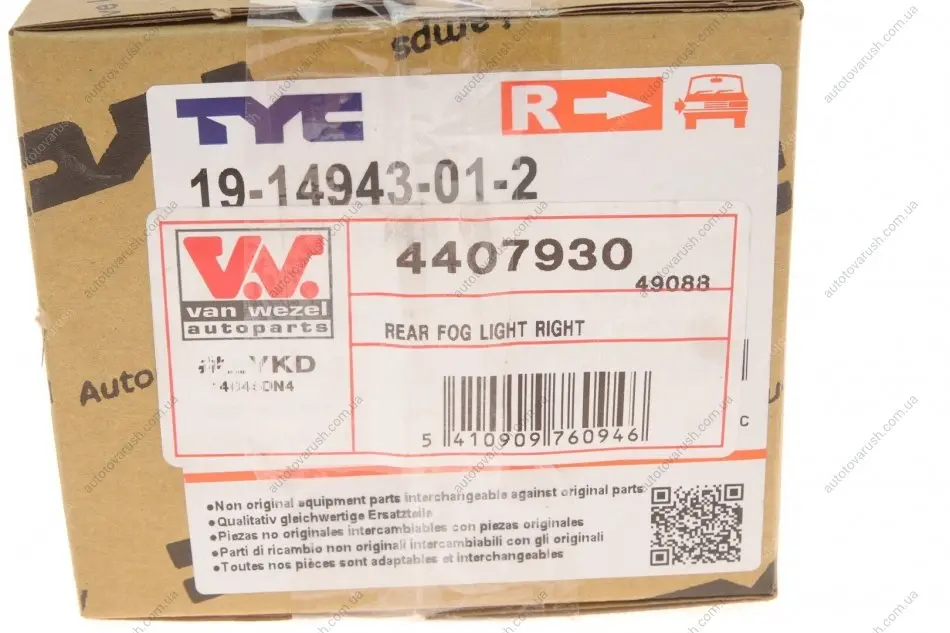 Lamps
TYC
R
19-14943-01-2
V.W.
van wezel
autoparts
4407930
49088
REAR FOG LIGHT RIGHT
YKD
Auto
5 410909 760946
C
•Non original equipment parts interchangeable against original parts
•Qualitativ gleichwertige Ersatzteile
•Piezas no originales intercambiables con piezas originales
•Parti di ricambio non originali intercambiabili con gli originali
•Toutes nos pièces sont adaptables et interchangeables
autotovarush.com.ua